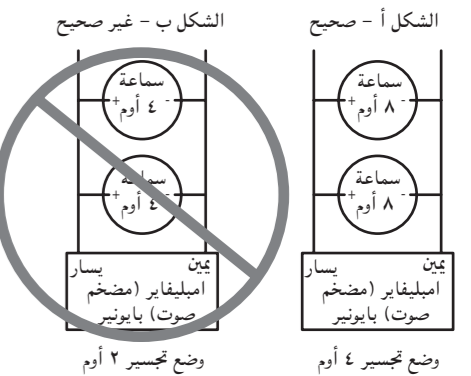 الشكل أ - صحيح
سماعة
٨ أوم
+ -
سماعة
٨ أوم
+ -
يمين يسار
امبليفاير (مضخم
صوت) بايونير
وضع تجسير ٤ أوم
الشكل ب - غير صحيح
سماعة
٤ أوم
+ -
سماعة
٤ أوم
+ -
يمين يسار
امبليفاير (مضخم
صوت) بايونير
وضع تجسير ٢ أوم